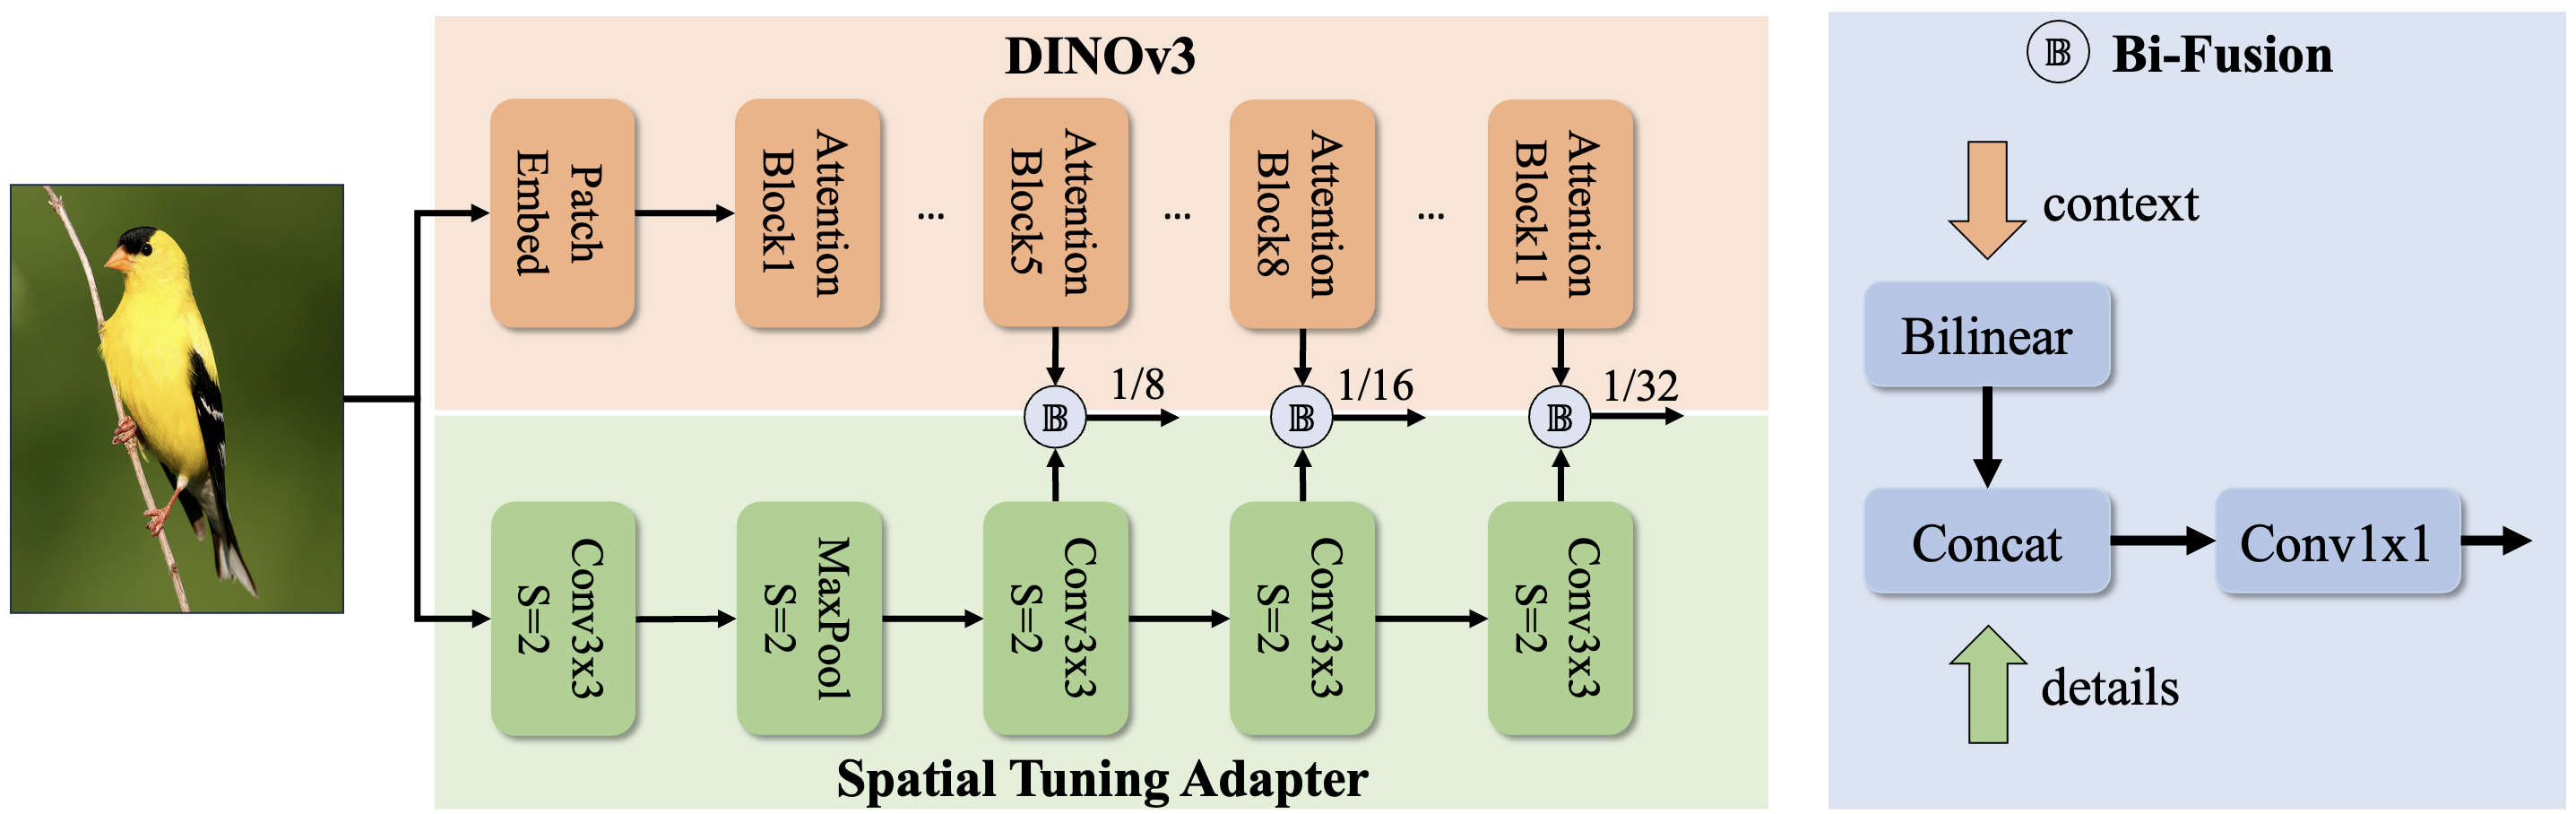 DINOv3
Patch
Embed
Attention
Block1
...
Attention
Block5
...
Attention
Block8
...
Attention
Block11
1/8
1/16
1/32
𝔹
𝔹
𝔹
Conv3x3
S=2
MaxPool
S=2
Conv3x3
S=2
Conv3x3
S=2
Conv3x3
S=2
Spatial Tuning Adapter
𝔹 Bi-Fusion
context
Bilinear
Concat
Conv1x1
details